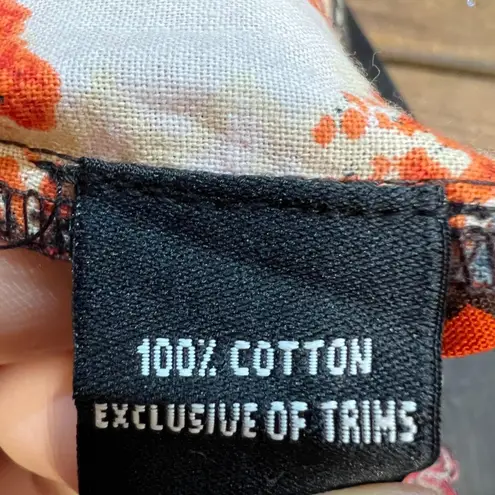 100% COTTON
EXCLUSIVE OF TRIMS